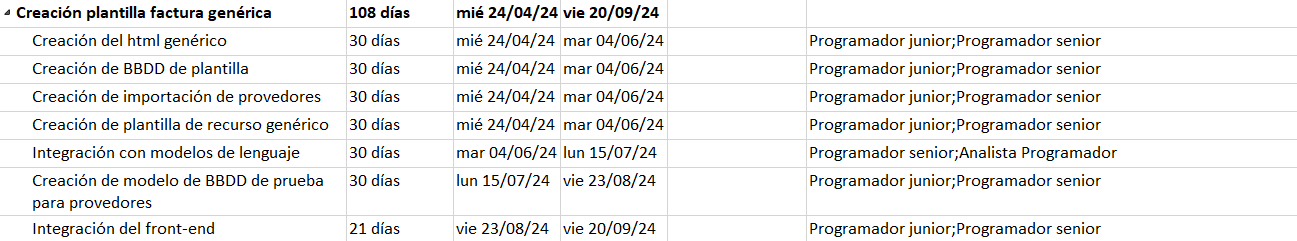 Creación plantilla factura genérica 108 días mié 24/04/24 vie 20/09/24
Creación del html genérico 30 días mié 24/04/24 mar 04/06/24 Programador junior;Programador senior
Creación de BBDD de plantilla 30 días mié 24/04/24 mar 04/06/24 Programador junior;Programador senior
Creación de importación de provedores 30 días mié 24/04/24 mar 04/06/24 Programador junior;Programador senior
Creación de plantilla de recurso genérico 30 días mié 24/04/24 mar 04/06/24 Programador junior;Programador senior
Integración con modelos de lenguaje 30 días mar 04/06/24 lun 15/07/24 Programador senior;Analista Programador
Creación de modelo de BBDD de prueba 30 días lun 15/07/24 vie 23/08/24 Programador junior;Programador senior
para provedores
Integración del front-end 21 días vie 23/08/24 vie 20/09/24 Programador junior;Programador senior